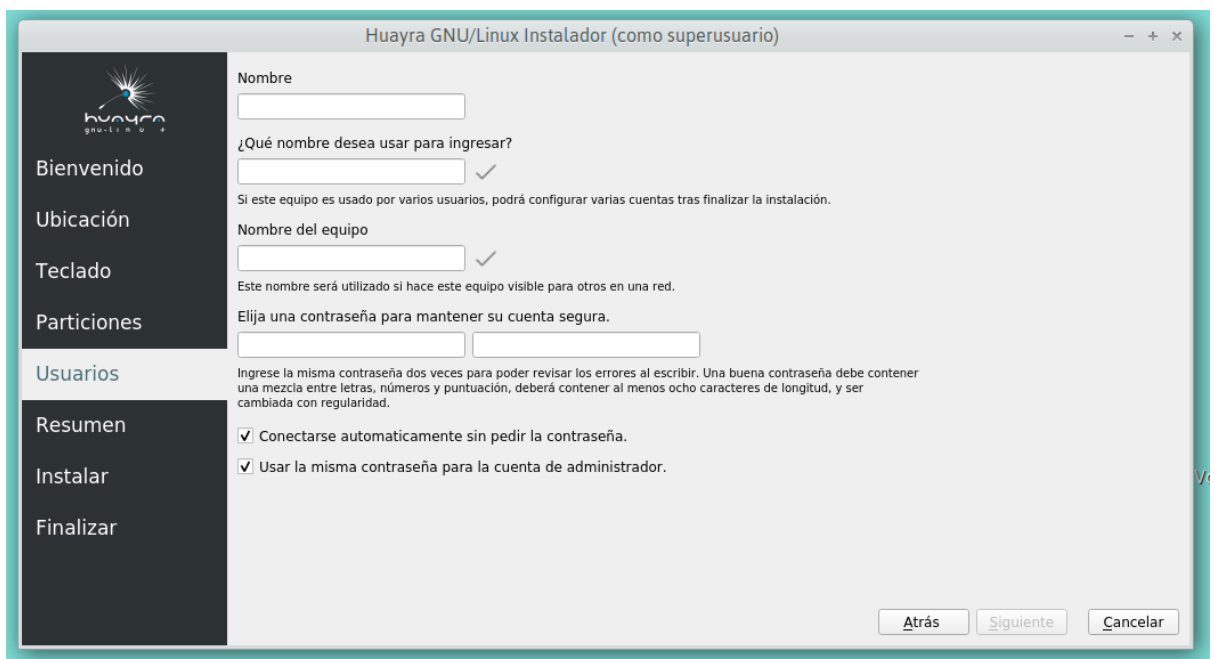 Huayra GNU/Linux Instalador (como superusuario)
huayra
gnu-linux
Bienvenido
Ubicación
Teclado
Particiones
Usuarios
Resumen
Instalar
Finalizar
Nombre
¿Qué nombre desea usar para ingresar?
Si este equipo es usado por varios usuarios, podrá configurar varias cuentas tras finalizar la instalación.
Nombre del equipo
Este nombre será utilizado si hace este equipo visible para otros en una red.
Elija una contraseña para mantener su cuenta segura.
Ingrese la misma contraseña dos veces para poder revisar los errores al escribir. Una buena contraseña debe contener
una mezcla entre letras, números y puntuación, deberá contener al menos ocho caracteres de longitud, y ser
cambiada con regularidad.
Conectarse automaticamente sin pedir la contraseña.
Usar la misma contraseña para la cuenta de administrador.
Atrás
Siguiente
Cancelar